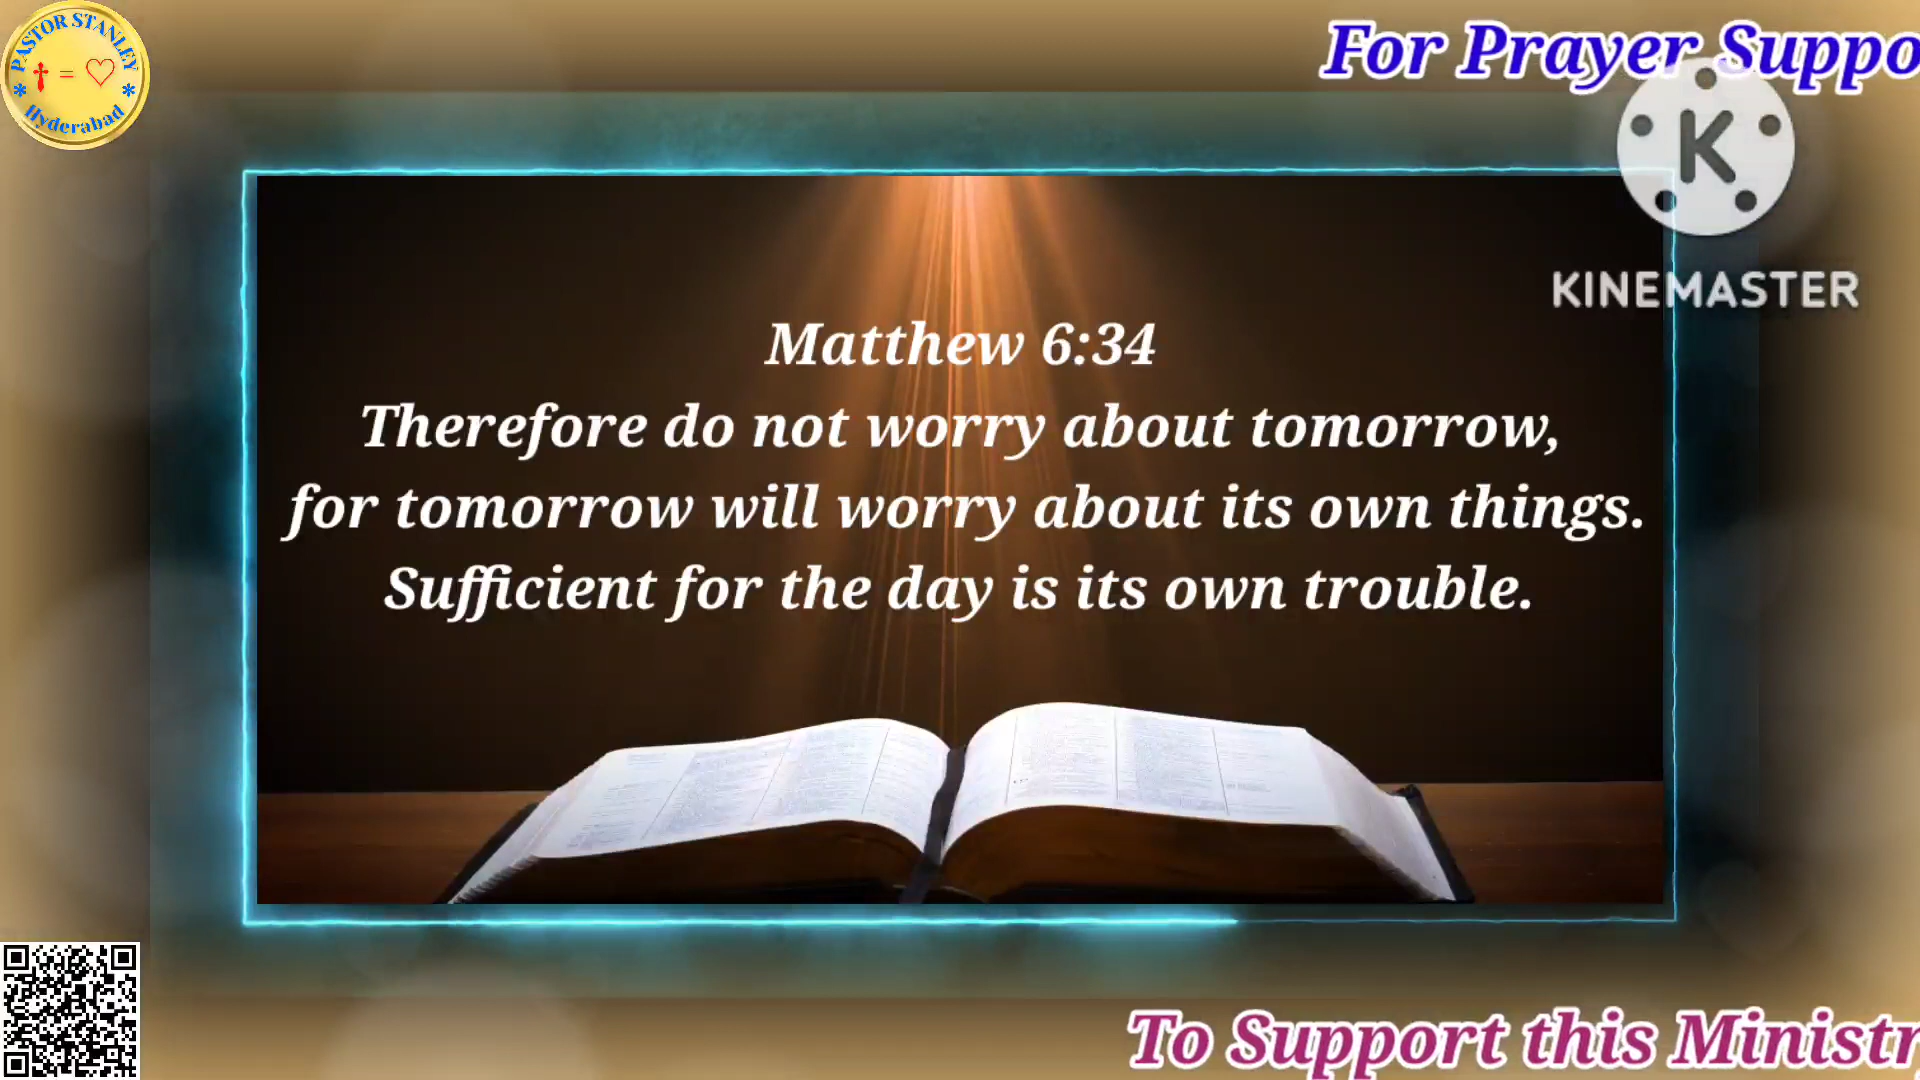 PASTOR STANLEY
† = ♡
* Hyderabad *
For Prayer Suppo
K
KINEMASTER
Matthew 6:34
Therefore do not worry about tomorrow,
for tomorrow will worry about its own things.
Sufficient for the day is its own trouble.
To Support this Ministr